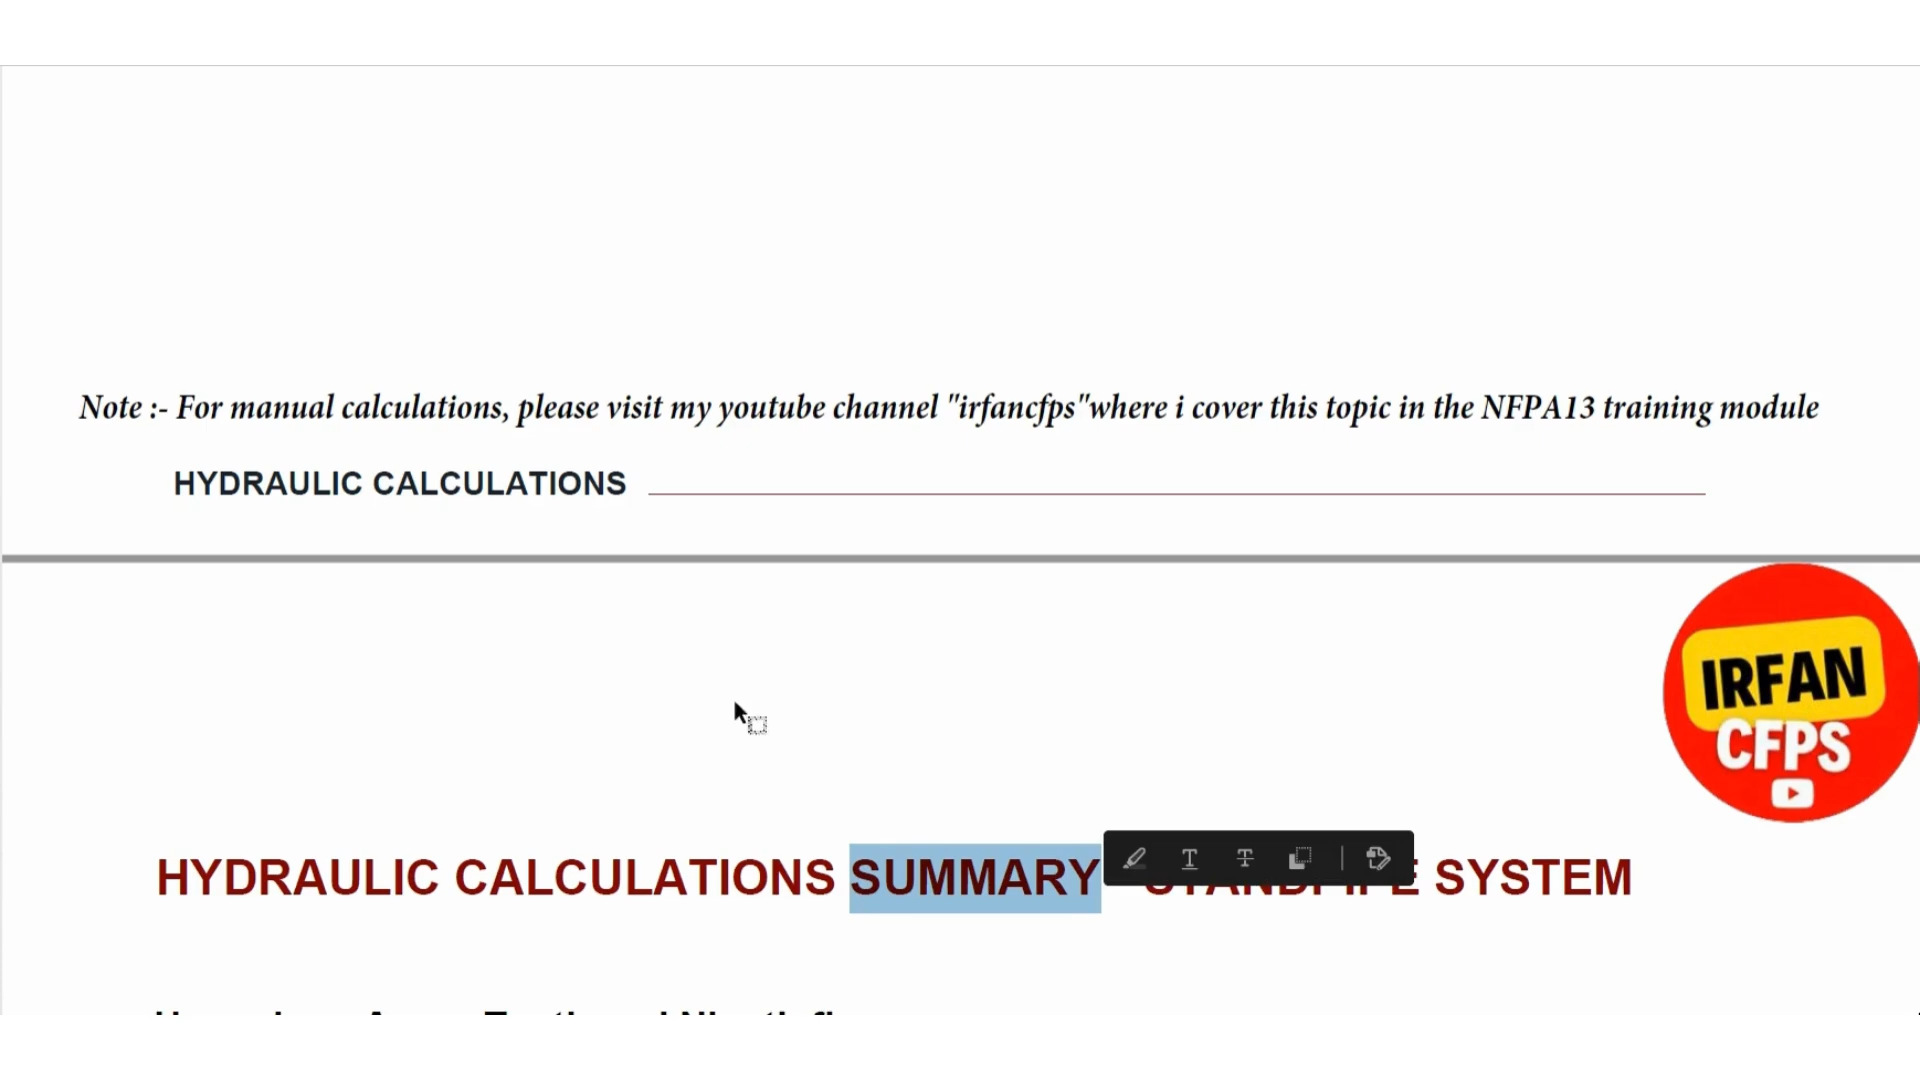 Note :- For manual calculations, please visit my youtube channel "irfancfps"where i cover this topic in the NFPA13 training module
HYDRAULIC CALCULATIONS
IRFAN
CFPS
HYDRAULIC CALCULATIONS SUMMARY - STANDPIPE SYSTEM